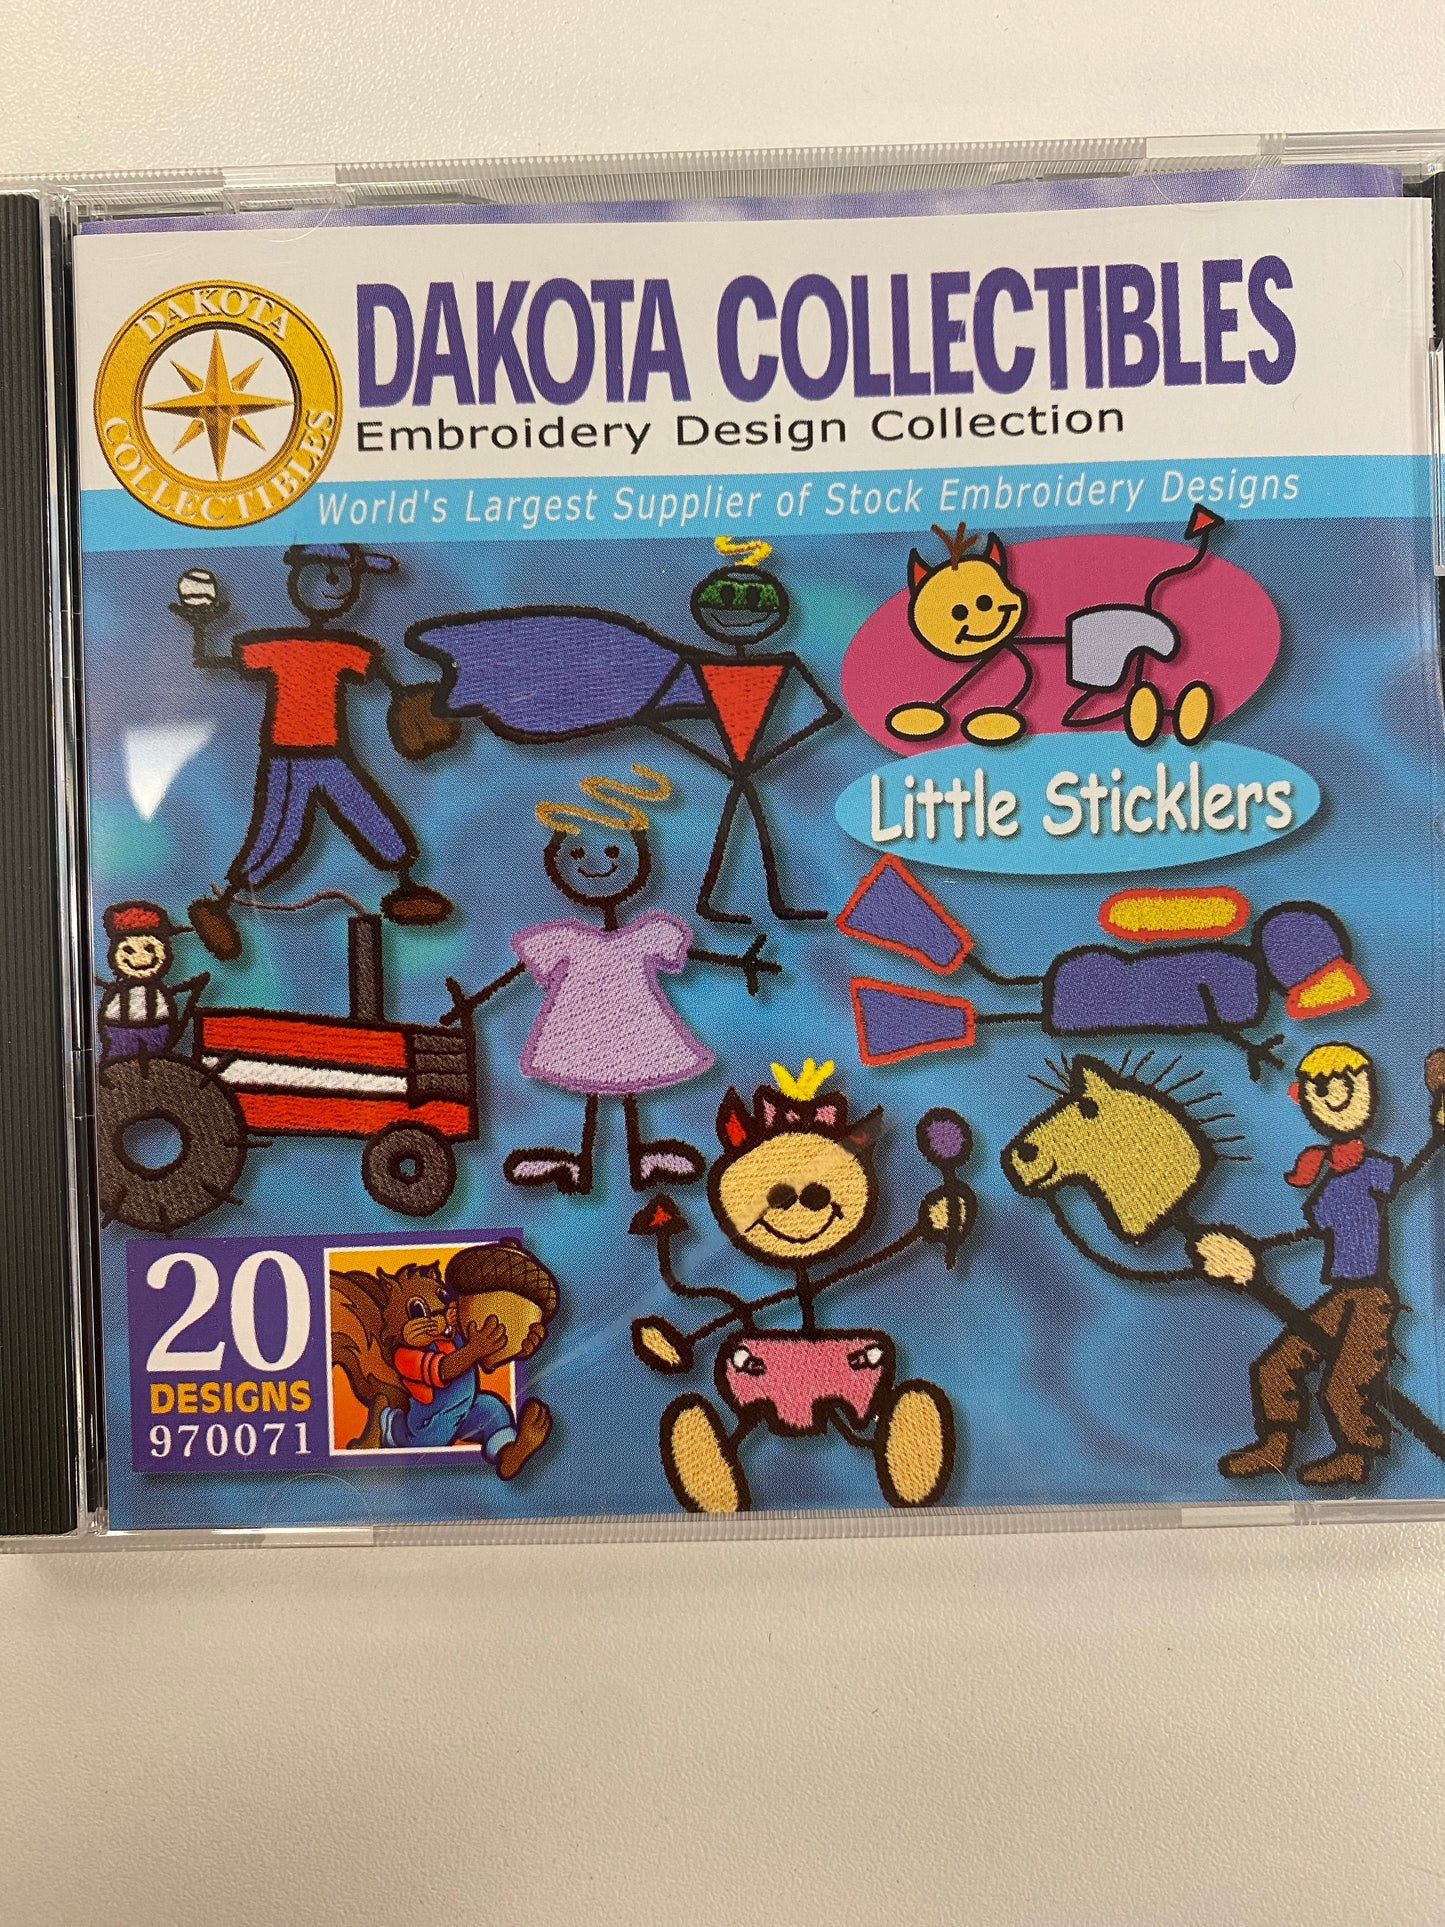 DAKOTA
COLLECTIBLES
DAKOTA COLLECTIBLES
Embroidery Design Collection
World's Largest Supplier of Stock Embroidery Designs
Little Sticklers
20
DESIGNS
970071